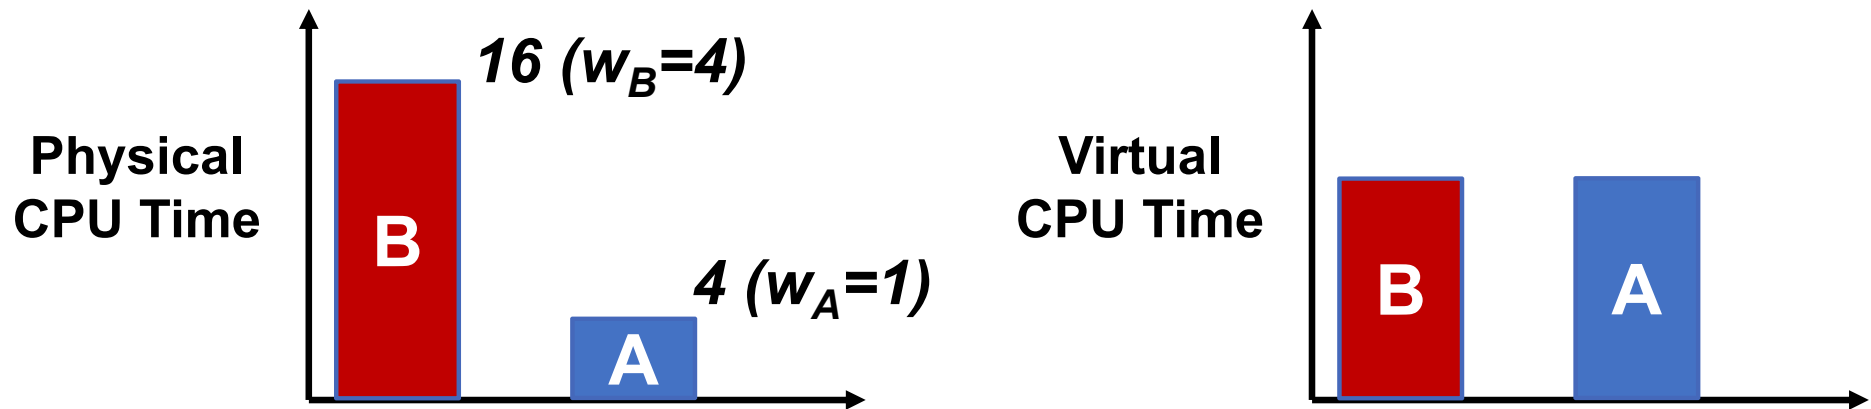 Physical
CPU Time
16 (wB=4)
B
4 (wA=1)
A
Virtual
CPU Time
B
A